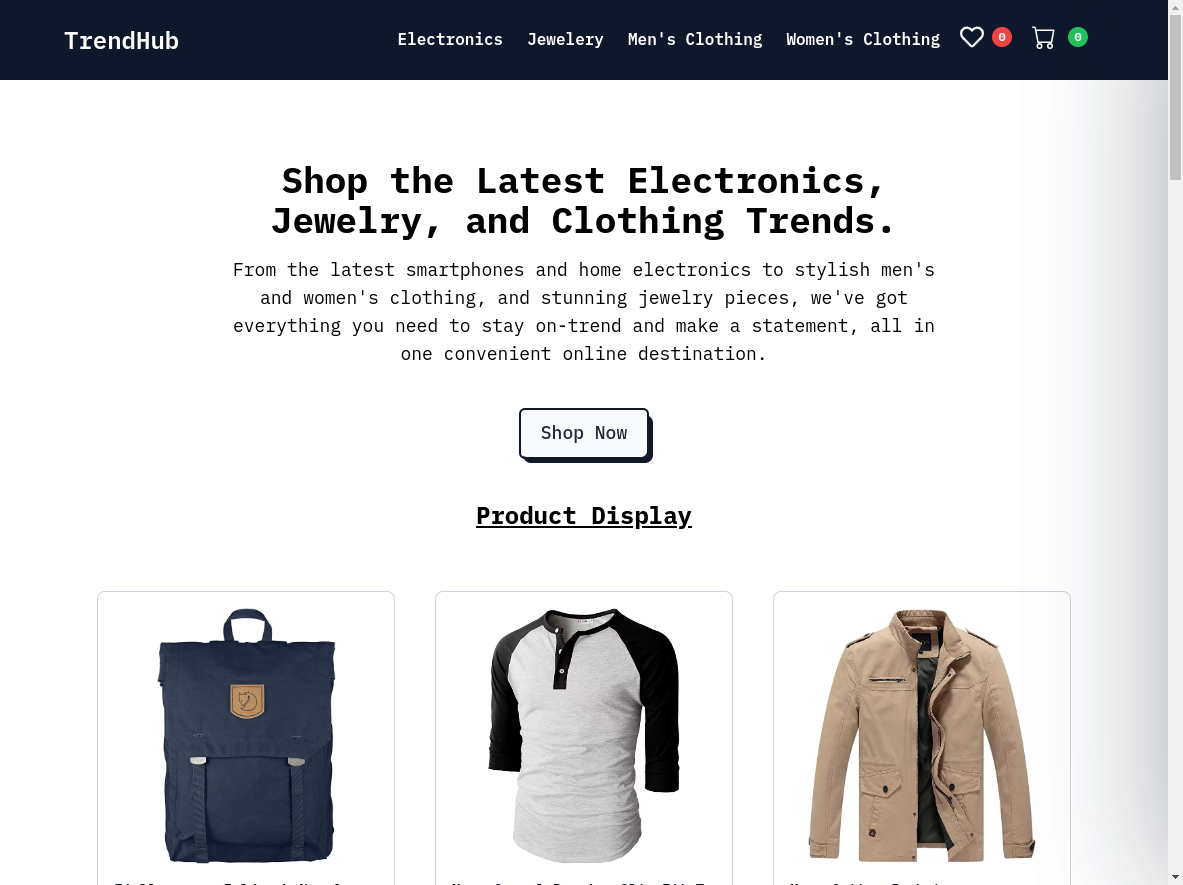 TrendHub
Electronics Jewelery Men's Clothing Women's Clothing 0 0
Shop the Latest Electronics,
Jewelry, and Clothing Trends.
From the latest smartphones and home electronics to stylish men's
and women's clothing, and stunning jewelry pieces, we've got
everything you need to stay on-trend and make a statement, all in
one convenient online destination.
Shop Now
Product Display